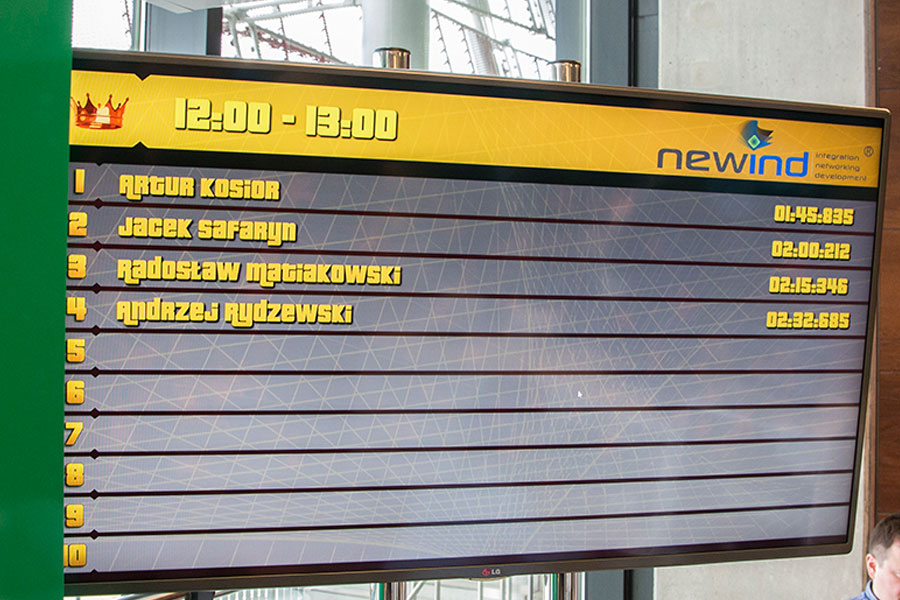 12:00 - 13:00
newind
integration
networking
development
®
1 Artur Kosior 01:45:835
2 Jacek Safaryn 02:00:212
3 Radosław Matiakowski 02:15:346
4 Andrzej Rydzewski 02:32:685
5
6
7
8
9
10
LG